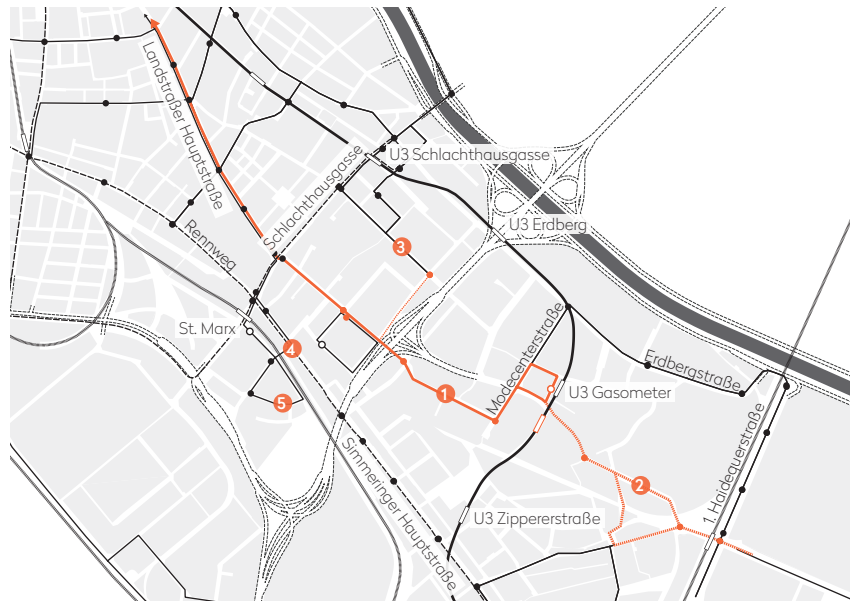 Landstraßer Hauptstraße
U3 Schlachthausgasse
Schlachthausgasse
Rennweg
U3 Erdberg
3
St. Marx
4
5
1
Modecenterstraße
Erdbergstraße
U3 Gasometer
Simmeringer Hauptstraße
2
1 Haidequerstraße
U3 Zippererstraße